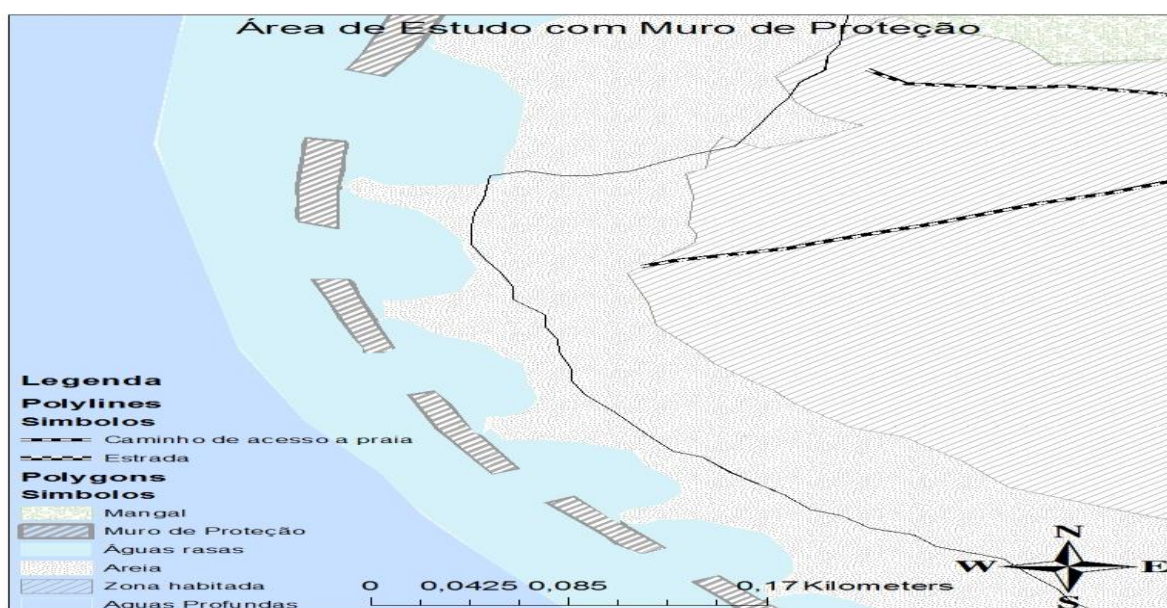 Área de Estudo com Muro de Proteção
Legenda
Polylines
Simbolos
Caminho de acesso a praia
Estrada
Polygons
Simbolos
Mangal
Muro de Proteção
Águas rasas
Areia
Zona habitada
Aguas Profundas
0 0,0425 0,085 0,17 Kilometers
N
W E
S